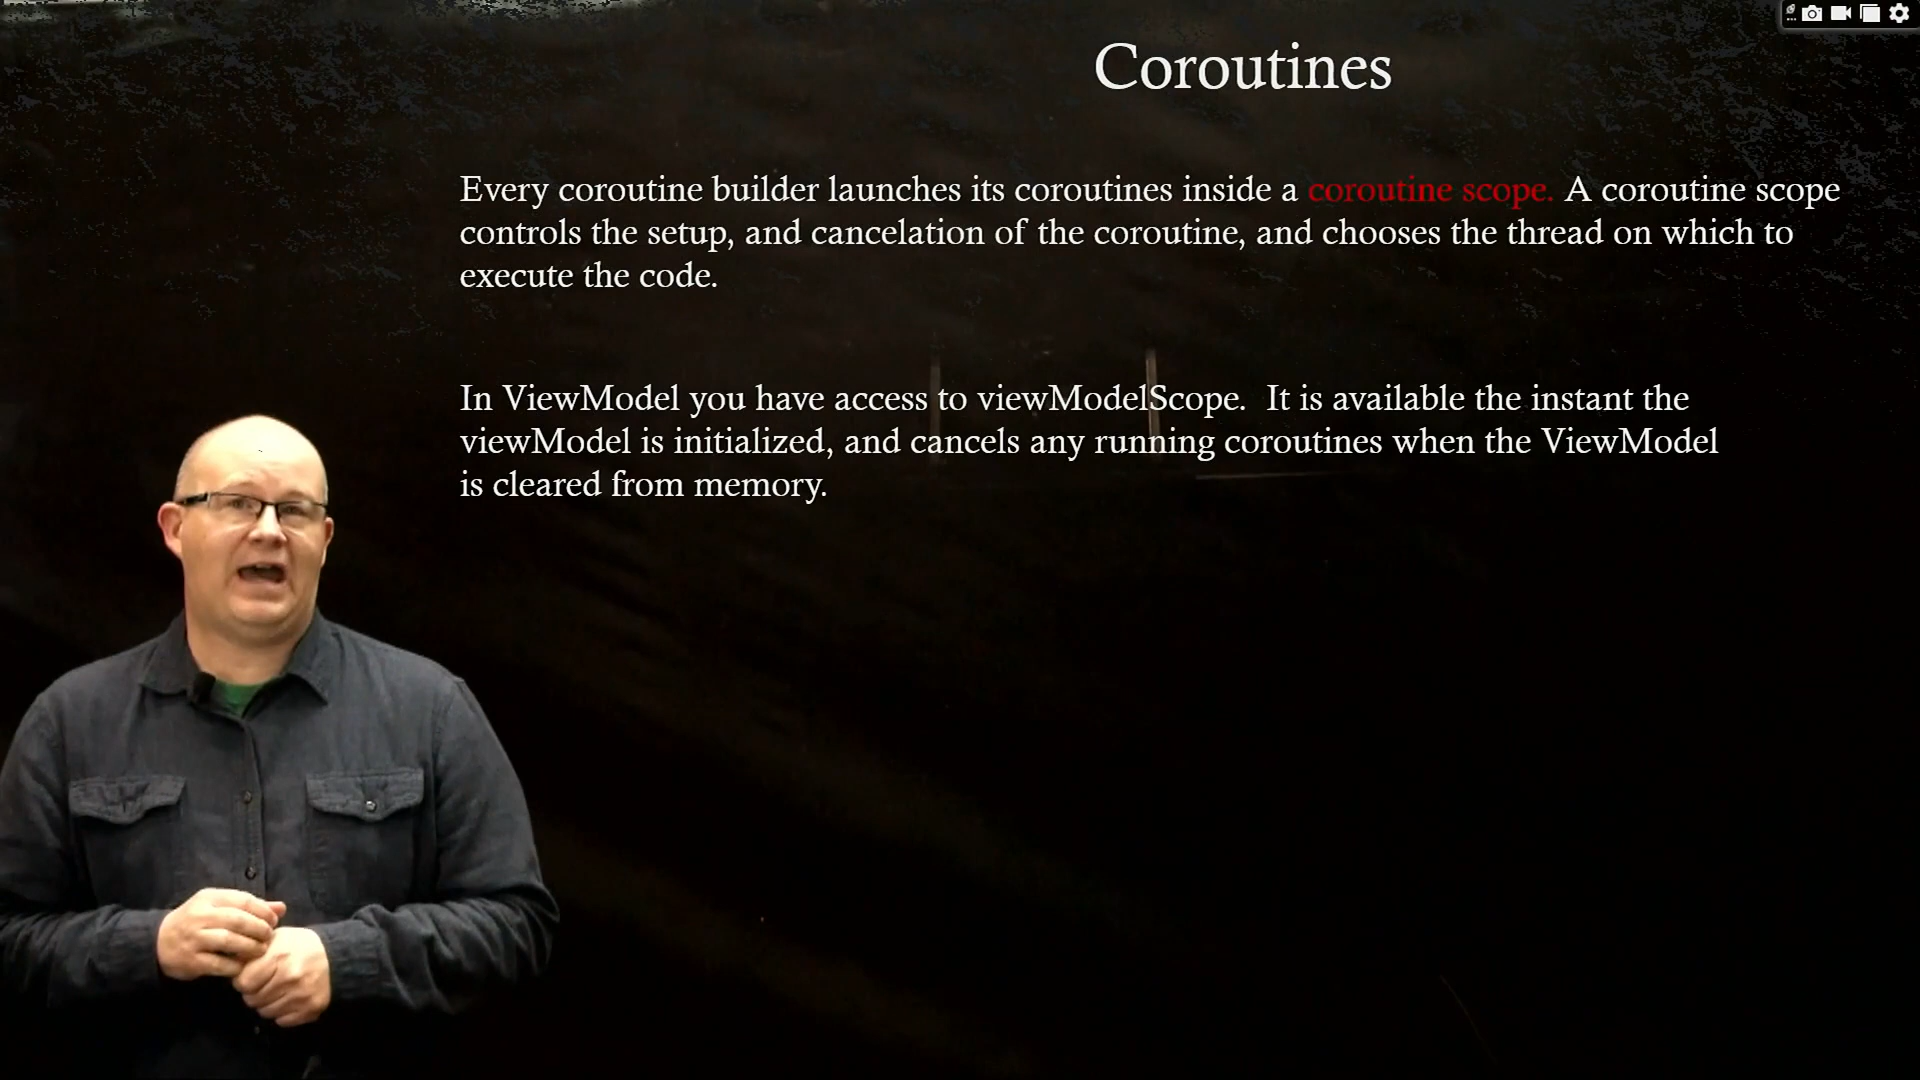 Coroutines
Every coroutine builder launches its coroutines inside a coroutine scope. A coroutine scope
controls the setup, and cancelation of the coroutine, and chooses the thread on which to
execute the code.
In ViewModel you have access to viewModelScope.  It is available the instant the
viewModel is initialized, and cancels any running coroutines when the ViewModel
is cleared from memory.